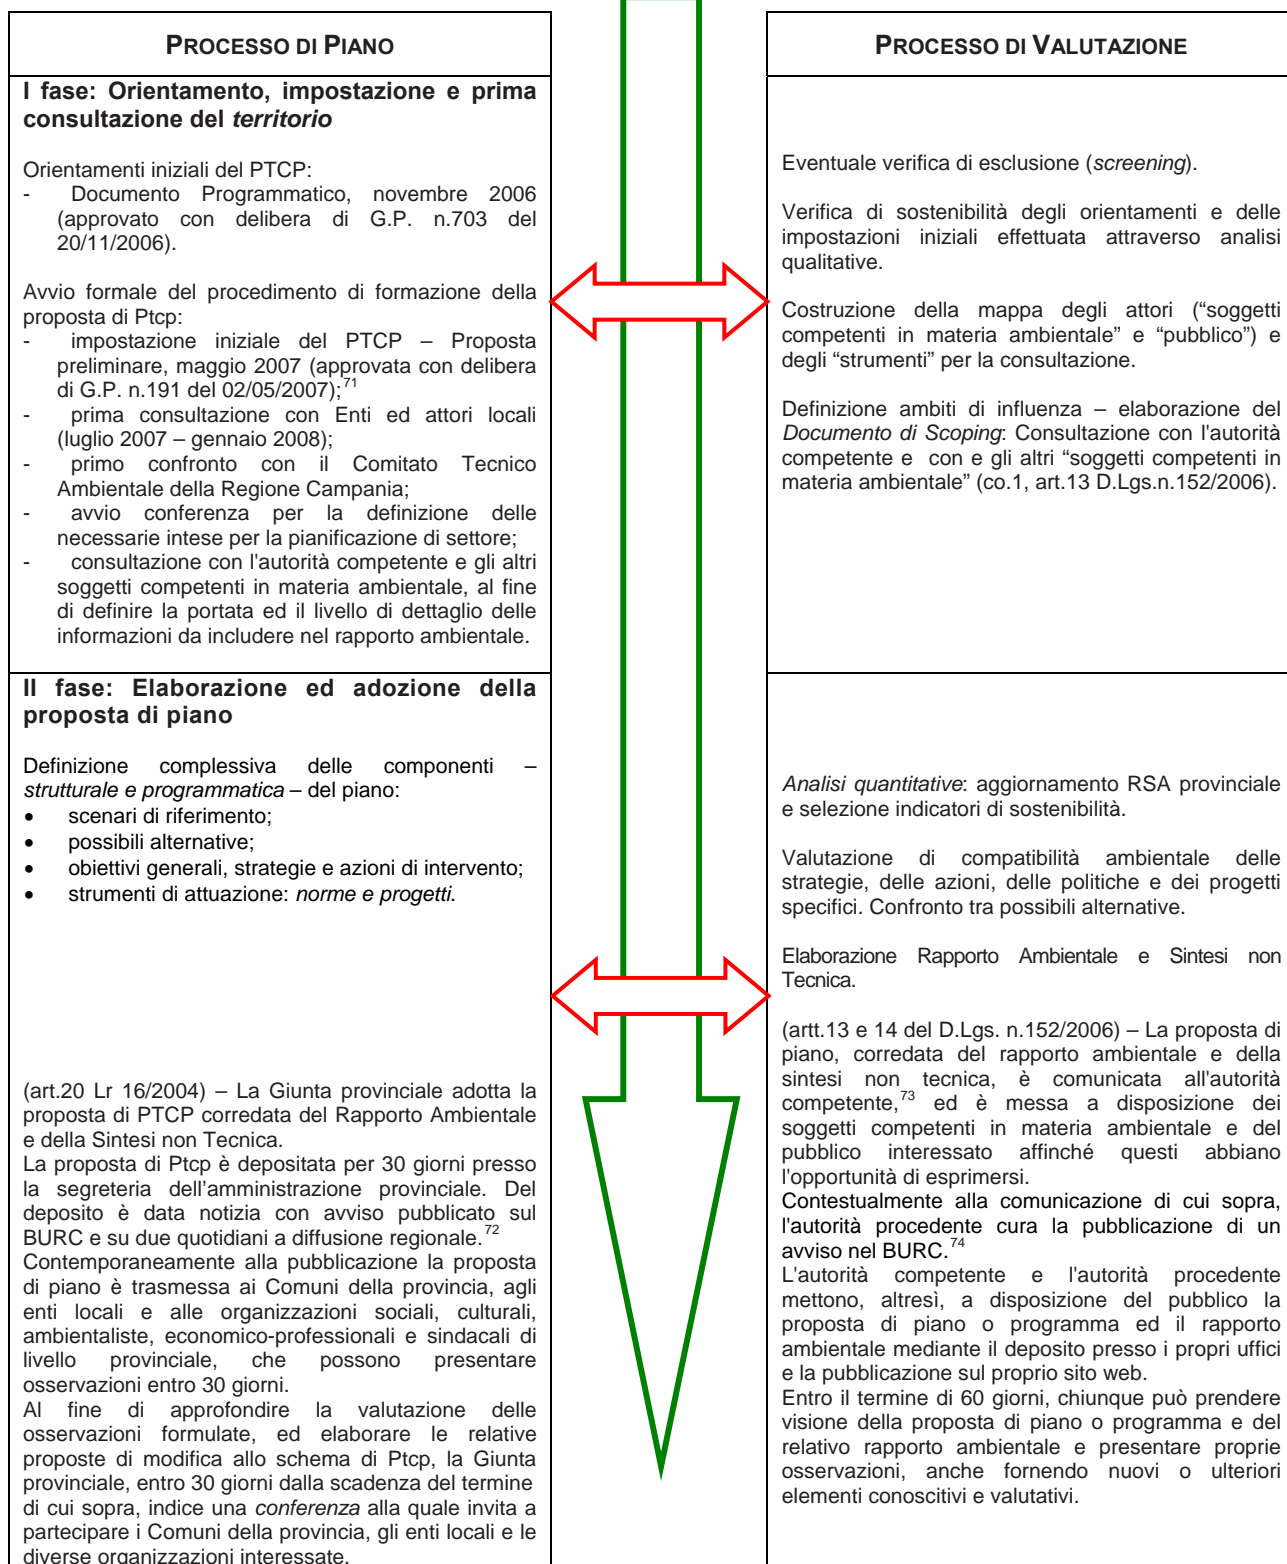 PROCESSO DI PIANO
I fase: Orientamento, impostazione e prima
consultazione del territorio
Orientamenti iniziali del PTCP:
- Documento Programmatico, novembre 2006
(approvato con delibera di G.P. n.703 del
20/11/2006).
Avvio formale del procedimento di formazione della
proposta di Ptcp:
- impostazione iniziale del PTCP – Proposta
preliminare, maggio 2007 (approvata con delibera
di G.P. n.191 del 02/05/2007);71
- prima consultazione con Enti ed attori locali
(luglio 2007 – gennaio 2008);
- primo confronto con il Comitato Tecnico
Ambientale della Regione Campania;
- avvio conferenza per la definizione delle
necessarie intese per la pianificazione di settore;
- consultazione con l'autorità competente e gli altri
soggetti competenti in materia ambientale, al fine
di definire la portata ed il livello di dettaglio delle
informazioni da includere nel rapporto ambientale.
PROCESSO DI VALUTAZIONE
Eventuale verifica di esclusione (screening).
Verifica di sostenibilità degli orientamenti e delle
impostazioni iniziali effettuata attraverso analisi
qualitative.
Costruzione della mappa degli attori (“soggetti
competenti in materia ambientale” e “pubblico”) e
degli “strumenti” per la consultazione.
Definizione ambiti di influenza – elaborazione del
Documento di Scoping: Consultazione con l'autorità
competente e con e gli altri “soggetti competenti in
materia ambientale” (co.1, art.13 D.Lgs.n.152/2006).
II fase: Elaborazione ed adozione della
proposta di piano
Definizione complessiva delle componenti –
strutturale e programmatica – del piano:
• scenari di riferimento;
• possibili alternative;
• obiettivi generali, strategie e azioni di intervento;
• strumenti di attuazione: norme e progetti.
(art.20 Lr 16/2004) – La Giunta provinciale adotta la
proposta di PTCP corredata del Rapporto Ambientale
e della Sintesi non Tecnica.
La proposta di Ptcp è depositata per 30 giorni presso
la segreteria dell’amministrazione provinciale. Del
deposito è data notizia con avviso pubblicato sul
BURC e su due quotidiani a diffusione regionale.72
Contemporaneamente alla pubblicazione la proposta
di piano è trasmessa ai Comuni della provincia, agli
enti locali e alle organizzazioni sociali, culturali,
ambientaliste, economico-professionali e sindacali di
livello provinciale, che possono presentare
osservazioni entro 30 giorni.
Al fine di approfondire la valutazione delle
osservazioni formulate, ed elaborare le relative
proposte di modifica allo schema di Ptcp, la Giunta
provinciale, entro 30 giorni dalla scadenza del termine
di cui sopra, indice una conferenza alla quale invita a
partecipare i Comuni della provincia, gli enti locali e le
diverse organizzazioni interessate.
Analisi quantitative: aggiornamento RSA provinciale
e selezione indicatori di sostenibilità.
Valutazione di compatibilità ambientale delle
strategie, delle azioni, delle politiche e dei progetti
specifici. Confronto tra possibili alternative.
Elaborazione Rapporto Ambientale e Sintesi non
Tecnica.
(artt.13 e 14 del D.Lgs. n.152/2006) – La proposta di
piano, corredata del rapporto ambientale e della
sintesi non tecnica, è comunicata all'autorità
competente,73 ed è messa a disposizione dei
soggetti competenti in materia ambientale e del
pubblico interessato affinché questi abbiano
l'opportunità di esprimersi.
Contestualmente alla comunicazione di cui sopra,
l'autorità procedente cura la pubblicazione di un
avviso nel BURC.74
L'autorità competente e l'autorità procedente
mettono, altresì, a disposizione del pubblico la
proposta di piano o programma ed il rapporto
ambientale mediante il deposito presso i propri uffici
e la pubblicazione sul proprio sito web.
Entro il termine di 60 giorni, chiunque può prendere
visione della proposta di piano o programma e del
relativo rapporto ambientale e presentare proprie
osservazioni, anche fornendo nuovi o ulteriori
elementi conoscitivi e valutativi.